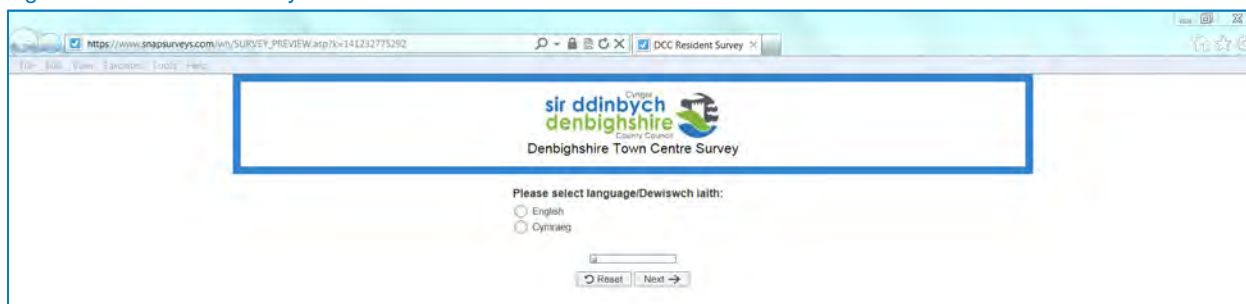 https://www.snapsurveys.com/wh/SURVEY_PREVIEW.asp?k=141232775292
DCC Resident Survey
File Edit View Favorites Tools Help
Cyngor
sir ddinbych
denbighshire
County Council
Denbighshire Town Centre Survey
Please select language/Dewiswch iaith:
English
Cymraeg
Reset Next